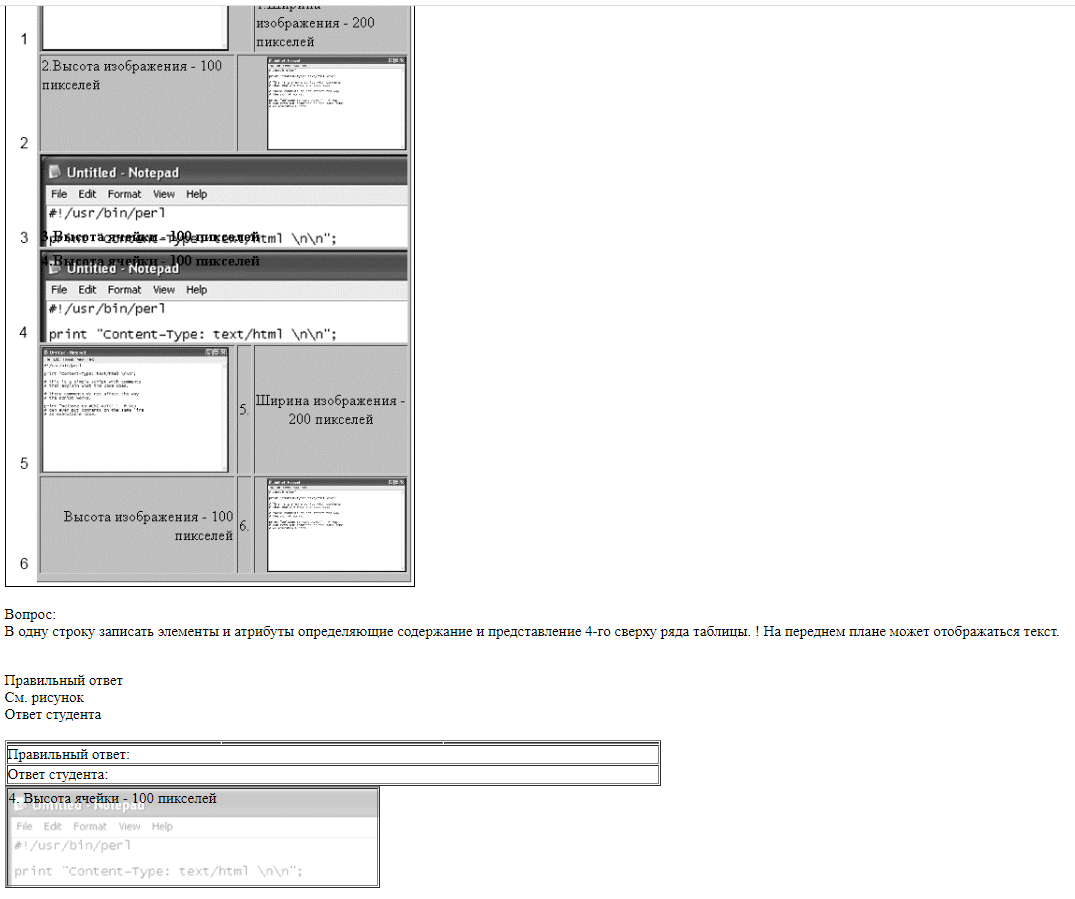 1
изображения - 200
пикселей
2.Высота изображения - 100
пикселей
2
Untitled - Notepad
File Edit Format View Help
#!/usr/bin/perl
3
3.Высота ячейки - 100 пикселей
print "Content-Type: text/html \n\n";
4.Высота ячейки - 100 пикселей
Untitled - Notepad
File Edit Format View Help
#!/usr/bin/perl
4
print "Content-Type: text/html \n\n";
Ширина изображения -
5.
200 пикселей
5
Высота изображения - 100
6.
пикселей
6
Вопрос:
В одну строку записать элементы и атрибуты определяющие содержание и представление 4-го сверху ряда таблицы. ! На переднем плане может отображаться текст.
Правильный ответ
См. рисунок
Ответ студента
Правильный ответ:
Ответ студента:
4. Высота ячейки - 100 пикселей
Untitled - Notepad
File Edit Format View Help
#!/usr/bin/perl
print "Content-Type: text/html \n\n";